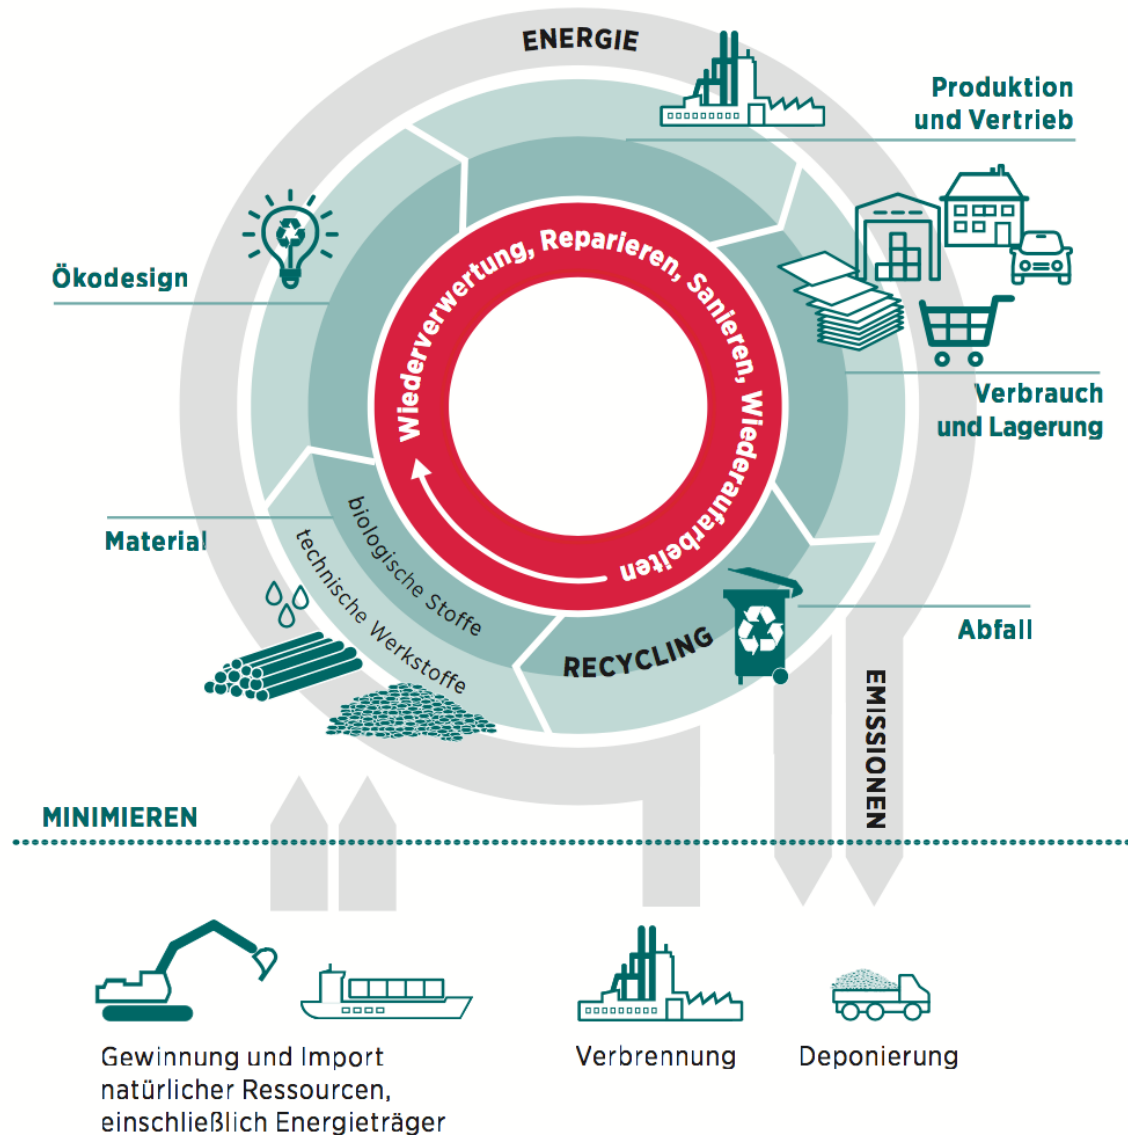 ENERGIE
Produktion
und Vertrieb
Ökodesign
Wiederverwertung, Reparieren, Sanieren, Wiederaufarbeiten
Verbrauch
und Lagerung
Material
biologische Stoffe
technische Werkstoffe
RECYCLING
Abfall
EMISSIONEN
MINIMIEREN
Gewinnung und Import
natürlicher Ressourcen,
einschließlich Energieträger
Verbrennung
Deponierung